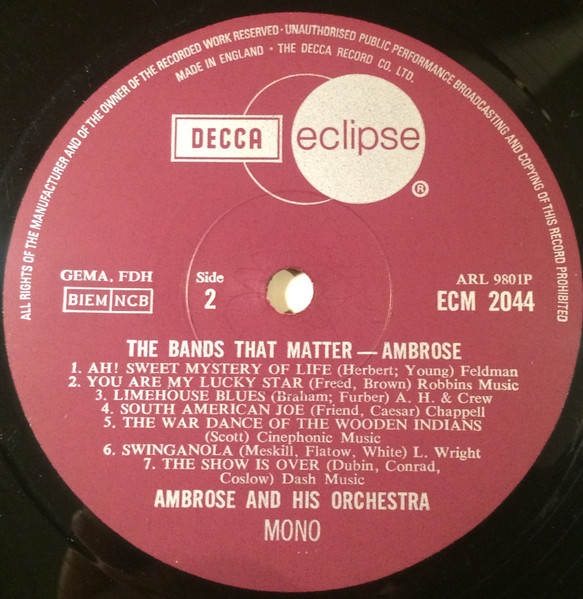 ALL RIGHTS OF THE MANUFACTURER AND OF THE OWNER OF THE RECORDED WORK RESERVED · UNAUTHORISED PUBLIC PERFORMANCE BROADCASTING AND COPYING OF THIS RECORD PROHIBITED
MADE IN ENGLAND · THE DECCA RECORD CO. LTD.
DECCA eclipse
®
GEMA, FDH Side ARL 9801P
BIEM NCB 2 ECM 2044
THE BANDS THAT MATTER — AMBROSE
1. AH! SWEET MYSTERY OF LIFE (Herbert; Young) Feldman
2. YOU ARE MY LUCKY STAR (Freed, Brown) Robbins Music
3. LIMEHOUSE BLUES (Braham; Furber) A. H. & Crew
4. SOUTH AMERICAN JOE (Friend, Caesar) Chappell
5. THE WAR DANCE OF THE WOODEN INDIANS
(Scott) Cinephonic Music
6. SWINGANOLA (Meskill, Flatow, White) L. Wright
7. THE SHOW IS OVER (Dubin, Conrad,
Coslow) Dash Music
AMBROSE AND HIS ORCHESTRA
MONO